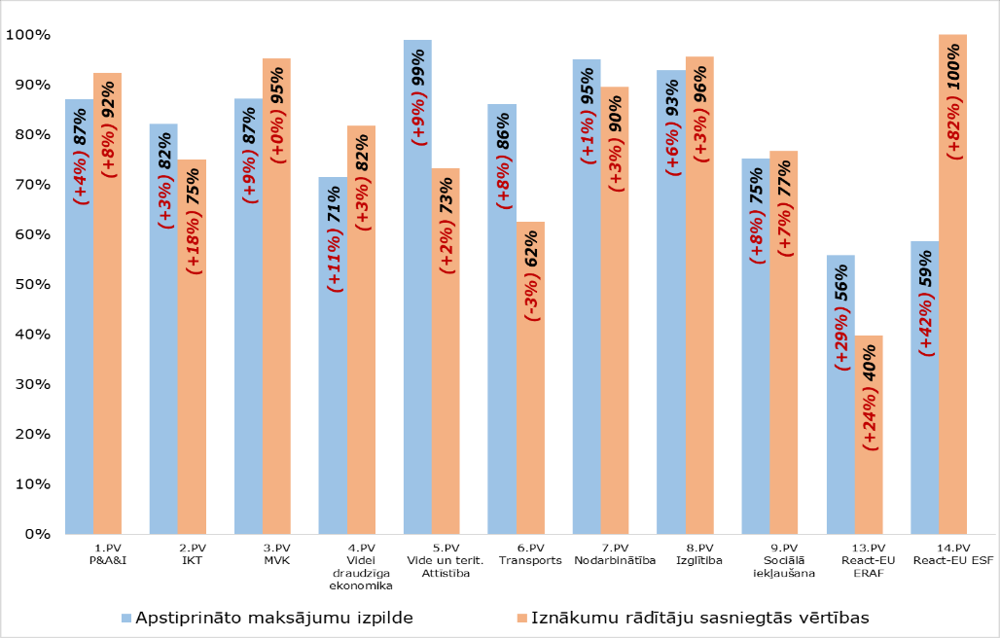 100%
90%
80%
70%
60%
50%
40%
30%
20%
10%
0%
(+4%) 87%
(+8%) 92%
(+3%) 82%
(+18%) 75%
(+9%) 87%
(+0%) 95%
(+11%) 71%
(+3%) 82%
(+9%) 99%
(+2%) 73%
(+8%) 86%
(-3%) 62%
(+1%) 95%
(+3%) 90%
(+6%) 93%
(+3%) 96%
(+8%) 75%
(+7%) 77%
(+29%) 56%
(+24%) 40%
(+42%) 59%
(+82%) 100%
1.PV
P&A&I
2.PV
IKT
3.PV
MVK
4.PV
Videi
draudzīga
ekonomika
5.PV
Vide un terit.
Attīstība
6.PV
Transports
7.PV
Nodarbinātība
8.PV
Izglītība
9.PV
Sociālā
iekļaušana
13.PV
React-EU
ERAF
14.PV
React-EU ESF
Apstiprināto maksājumu izpilde
Iznākumu rādītāju sasniegtās vērtības